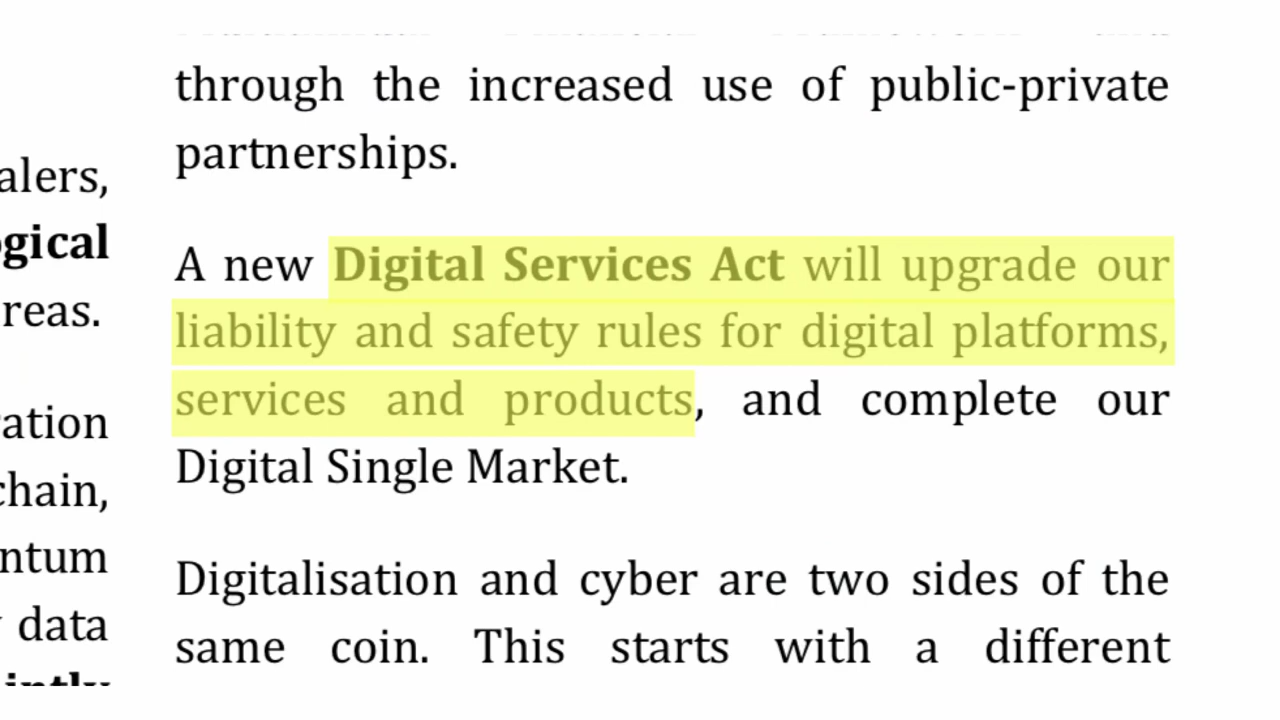 alers,
ogical
reas.
ation
chain,
ntum
data
through the increased use of public-private
partnerships.
A new Digital Services Act will upgrade our
liability and safety rules for digital platforms,
services and products, and complete our
Digital Single Market.
Digitalisation and cyber are two sides of the
same coin. This starts with a different